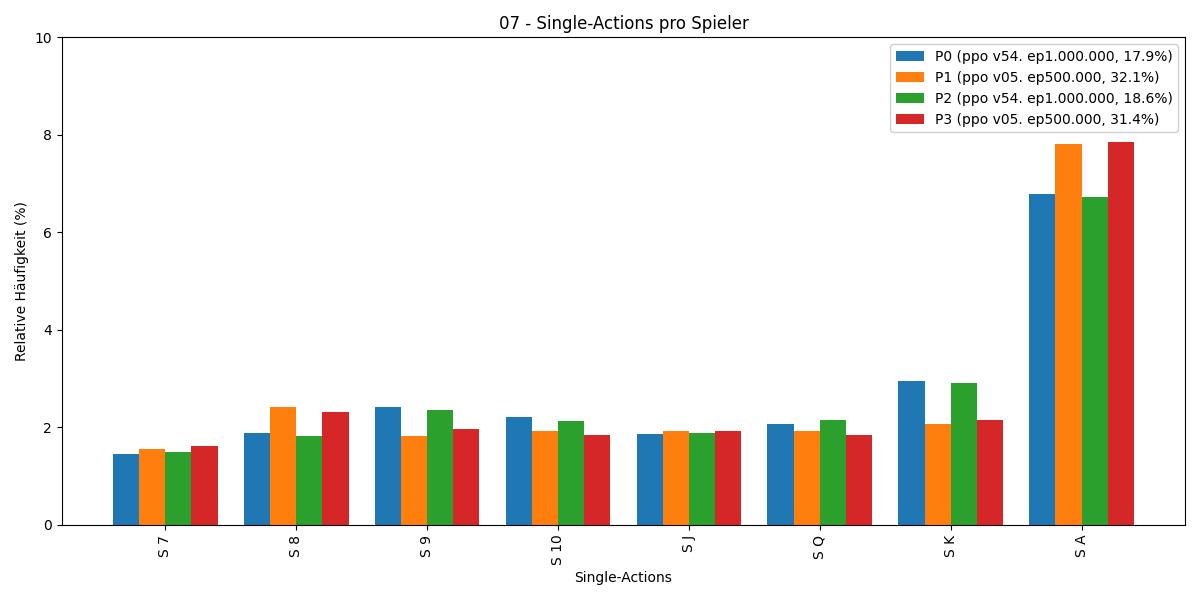 07 - Single-Actions pro Spieler
P0 (ppo v54. ep1.000.000, 17.9%)
P1 (ppo v05. ep500.000, 32.1%)
P2 (ppo v54. ep1.000.000, 18.6%)
P3 (ppo v05. ep500.000, 31.4%)
Relative Häufigkeit (%)
10
8
6
4
2
0
S 7
S 8
S 9
S 10
S J
S Q
S K
S A
Single-Actions